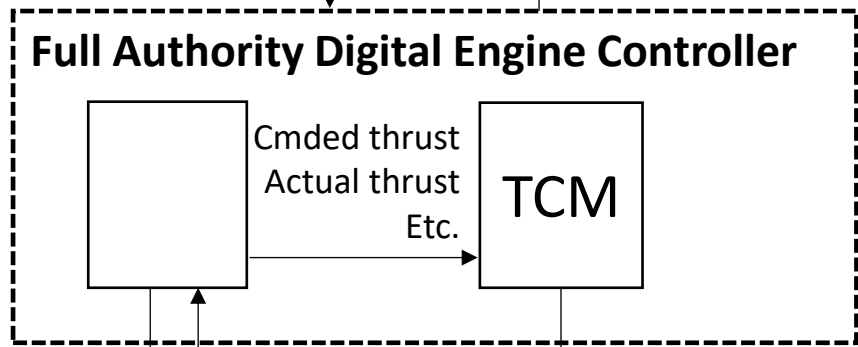 Full Authority Digital Engine Controller
Cmded thrust
Actual thrust
Etc.
TCM